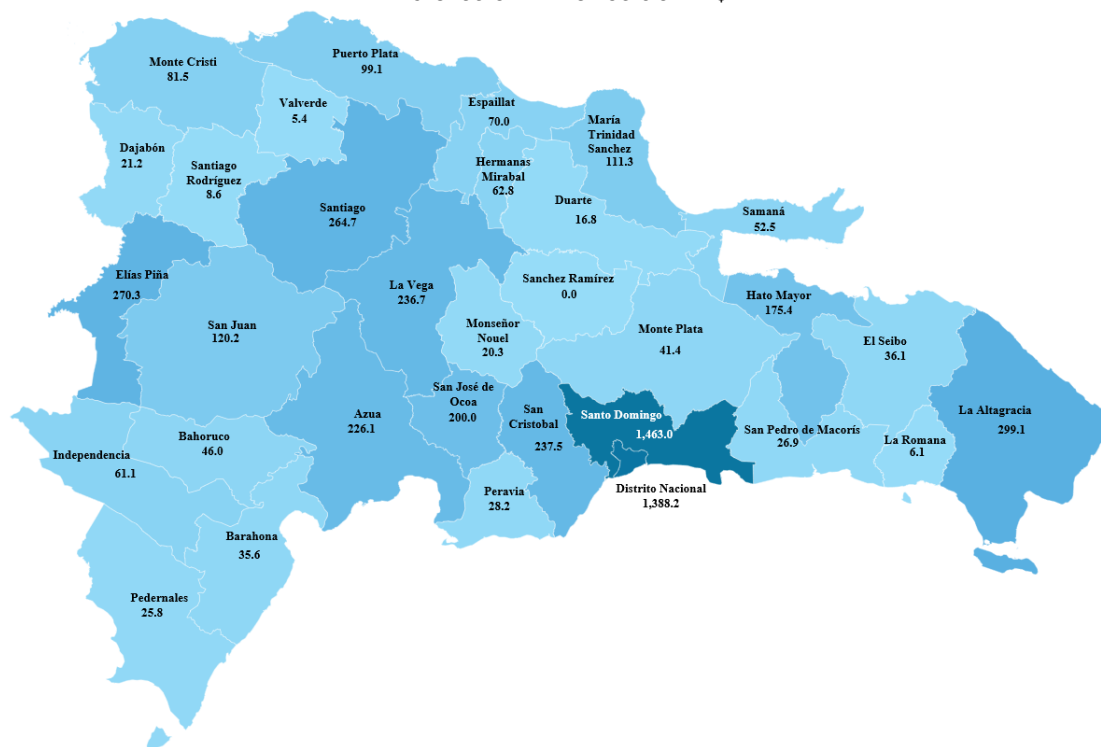 Puerto Plata
99.1
Monte Cristi
81.5
Valverde
5.4
Espaillat
70.0
María
Trinidad
Sanchez
111.3
Dajabón
21.2
Santiago
Rodríguez
8.6
Hermanas
Mirabal
62.8
Duarte
16.8
Santiago
264.7
Samaná
52.5
Elías Piña
270.3
La Vega
236.7
Sanchez Ramírez
0.0
Hato Mayor
175.4
San Juan
120.2
Monseñor
Nouel
20.3
Monte Plata
41.4
El Seibo
36.1
San José de
Ocoa
200.0
San
Cristobal
237.5
Santo Domingo
1,463.0
Azua
226.1
La Altagracia
299.1
San Pedro de Macorís
26.9
La Romana
6.1
Bahoruco
46.0
Independencia
61.1
Peravia
28.2
Distrito Nacional
1,388.2
Barahona
35.6
Pedernales
25.8